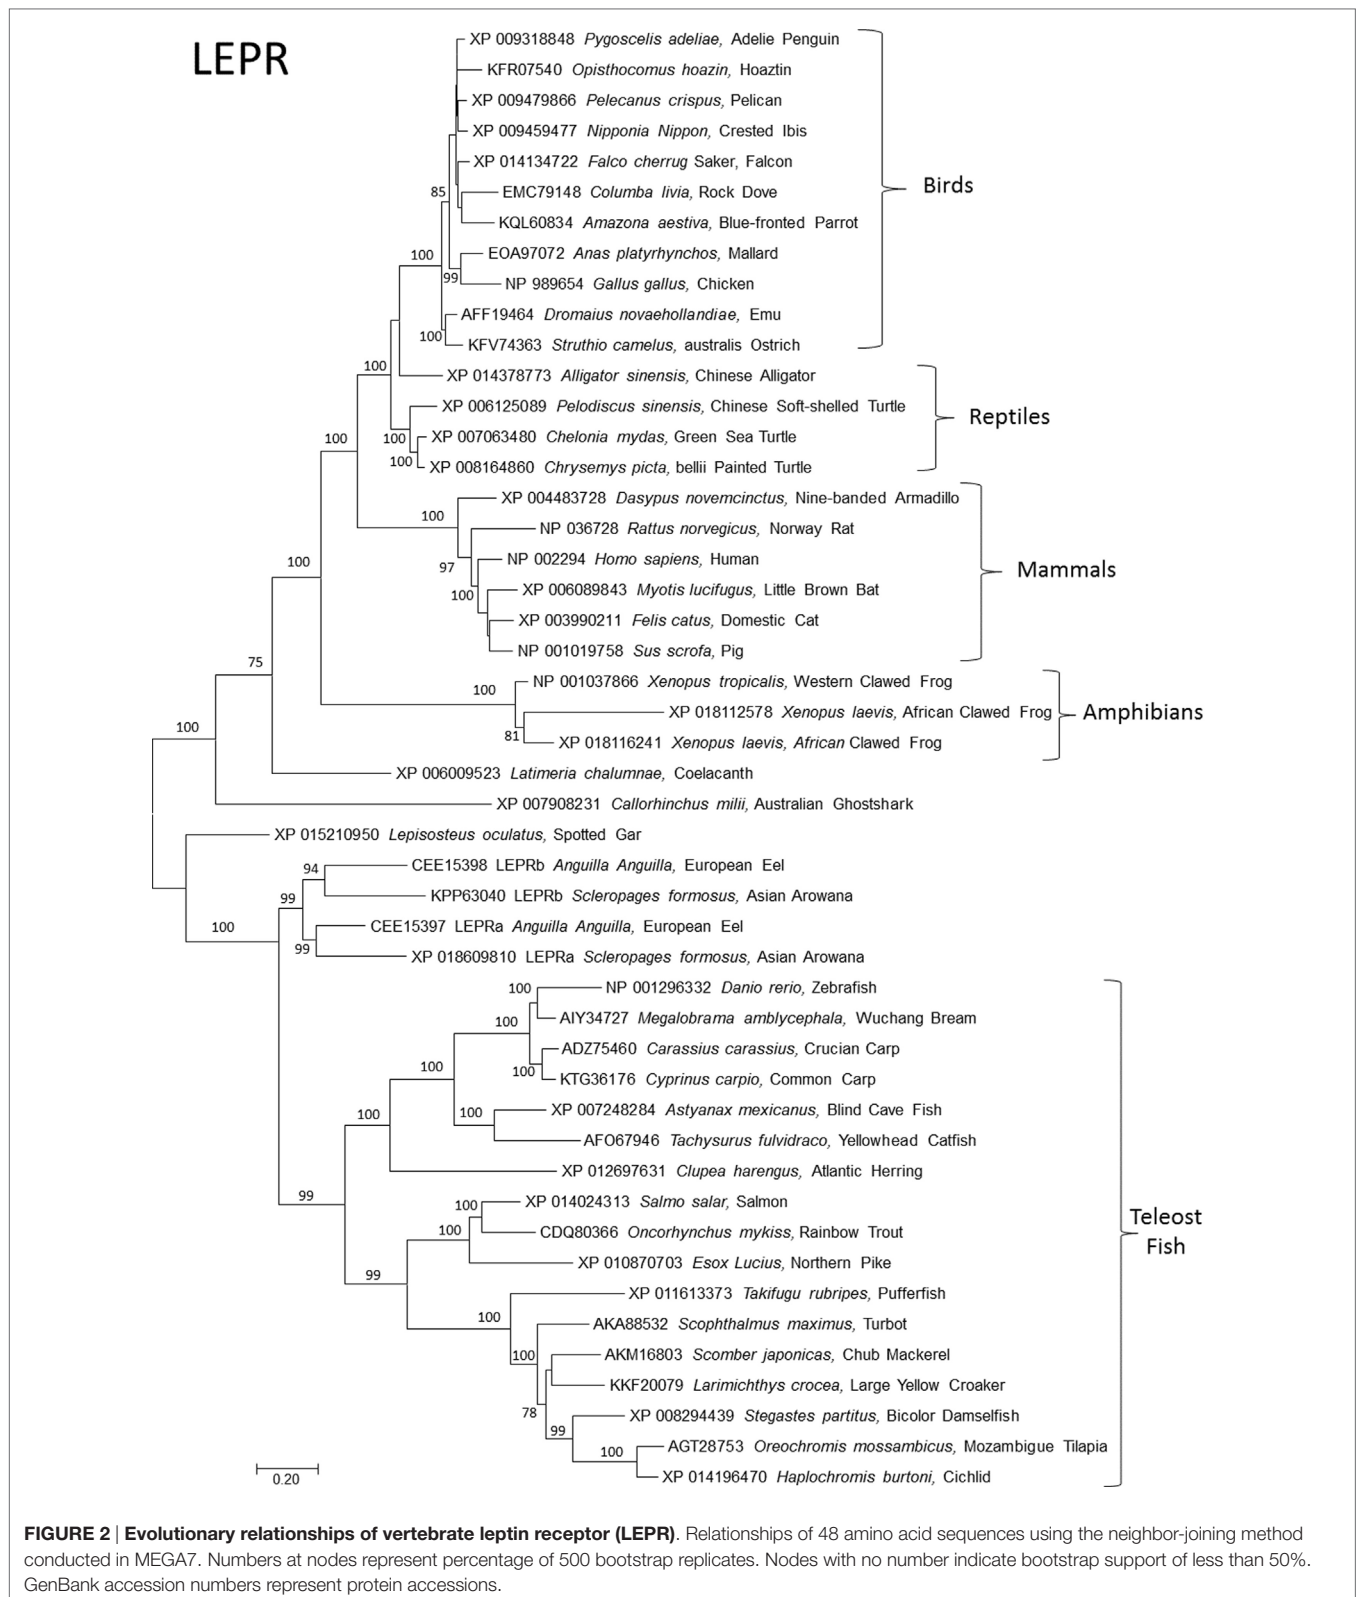 LEPR
XP 009318848 Pygoscelis adeliae, Adelie Penguin
KFR07540 Opisthocomus hoazin, Hoaztin
XP 009479866 Pelecanus crispus, Pelican
XP 009459477 Nipponia Nippon, Crested Ibis
XP 014134722 Falco cherrug Saker, Falcon
85
EMC79148 Columba livia, Rock Dove
Birds
KQL60834 Amazona aestiva, Blue-fronted Parrot
100
EOA97072 Anas platyrhynchos, Mallard
99
NP 989654 Gallus gallus, Chicken
AFF19464 Dromaius novaehollandiae, Emu
100
KFV74363 Struthio camelus, australis Ostrich
100
XP 014378773 Alligator sinensis, Chinese Alligator
XP 006125089 Pelodiscus sinensis, Chinese Soft-shelled Turtle
Reptiles
100
100
XP 007063480 Chelonia mydas, Green Sea Turtle
100
XP 008164860 Chrysemys picta, bellii Painted Turtle
XP 004483728 Dasypus novemcinctus, Nine-banded Armadillo
100
NP 036728 Rattus norvegicus, Norway Rat
NP 002294 Homo sapiens, Human
100
97
Mammals
XP 006089843 Myotis lucifugus, Little Brown Bat
100
XP 003990211 Felis catus, Domestic Cat
NP 001019758 Sus scrofa, Pig
75
NP 001037866 Xenopus tropicalis, Western Clawed Frog
100
XP 018112578 Xenopus laevis, African Clawed Frog
Amphibians
100
81
XP 018116241 Xenopus laevis, African Clawed Frog
XP 006009523 Latimeria chalumnae, Coelacanth
XP 007908231 Callorhinchus milii, Australian Ghostshark
XP 015210950 Lepisosteus oculatus, Spotted Gar
94
CEE15398 LEPRb Anguilla Anguilla, European Eel
99
KPP63040 LEPRb Scleropages formosus, Asian Arowana
100
CEE15397 LEPRa Anguilla Anguilla, European Eel
99
XP 018609810 LEPRa Scleropages formosus, Asian Arowana
100
NP 001296332 Danio rerio, Zebrafish
100
AIY34727 Megalobrama amblycephala, Wuchang Bream
ADZ75460 Carassius carassius, Crucian Carp
100
100
KTG36176 Cyprinus carpio, Common Carp
100
100
XP 007248284 Astyanax mexicanus, Blind Cave Fish
AFO67946 Tachysurus fulvidraco, Yellowhead Catfish
XP 012697631 Clupea harengus, Atlantic Herring
99
100
XP 014024313 Salmo salar, Salmon
100
CDQ80366 Oncorhynchus mykiss, Rainbow Trout
Teleost
Fish
XP 010870703 Esox Lucius, Northern Pike
99
XP 011613373 Takifugu rubripes, Pufferfish
100
AKA88532 Scophthalmus maximus, Turbot
100
AKM16803 Scomber japonicas, Chub Mackerel
KKF20079 Larimichthys crocea, Large Yellow Croaker
78
XP 008294439 Stegastes partitus, Bicolor Damselfish
99
100
AGT28753 Oreochromis mossambicus, Mozambigue Tilapia
XP 014196470 Haplochromis burtoni, Cichlid
0.20
FIGURE 2 | Evolutionary relationships of vertebrate leptin receptor (LEPR). Relationships of 48 amino acid sequences using the neighbor-joining method
conducted in MEGA7. Numbers at nodes represent percentage of 500 bootstrap replicates. Nodes with no number indicate bootstrap support of less than 50%.
GenBank accession numbers represent protein accessions.